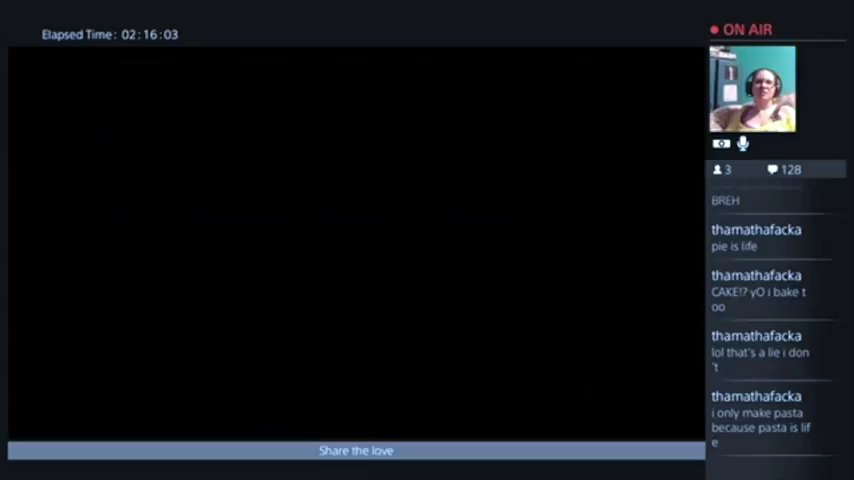 Elapsed Time: 02:16:03
ON AIR
3 128
BREH
thamathafacka
pie is life
thamathafacka
CAKE!? yO i bake t
oo
thamathafacka
lol that's a lie i don
't
thamathafacka
i only make pasta
because pasta is lif
e
Share the love